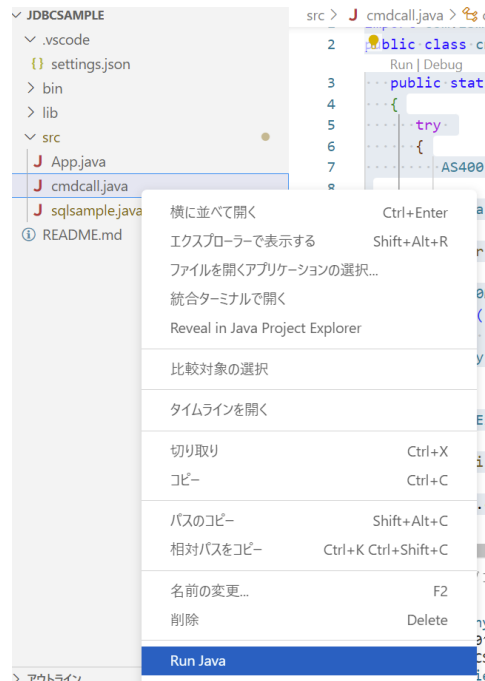 JDBCSAMPLE
.vscode
{} settings.json
bin
lib
src
J App.java
J cmdcall.java
J sqlsample.java
README.md
アウトライン
src > J cmdcall.java >
2 public class c
Run | Debug
3 public stat
4 {
5 try
6 {
7 AS400
8
横に並べて開く Ctrl+Enter
エクスプローラーで表示する Shift+Alt+R
ファイルを開くアプリケーションの選択...
統合ターミナルで開く
Reveal in Java Project Explorer
比較対象の選択
タイムラインを開く
切り取り Ctrl+X
コピー Ctrl+C
パスのコピー Shift+Alt+C
相対パスをコピー Ctrl+K Ctrl+Shift+C
名前の変更... F2
削除 Delete
Run Java